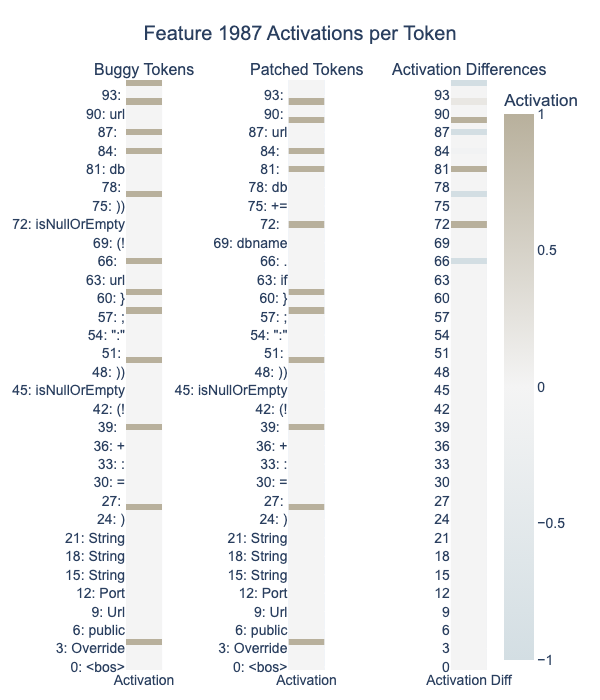 Feature 1987 Activations per Token
Buggy Tokens
Patched Tokens
Activation Differences
93:
90: url
87:
84:
81: db
78:
75: ))
72: isNullOrEmpty
69: (!
66:
63: url
60: }
57: ;
54: ":"
51:
48: ))
45: isNullOrEmpty
42: (!
39:
36: +
33: :
30: =
27:
24: )
21: String
18: String
15: String
12: Port
9: Url
6: public
3: Override
0: <bos>
Activation
93:
90:
87: url
84:
81:
78: db
75: +=
72:
69: dbname
66: .
63: if
60: }
57: ;
54: ":"
51:
48: ))
45: isNullOrEmpty
42: (!
39:
36: +
33: :
30: =
27:
24: )
21: String
18: String
15: String
12: Port
9: Url
6: public
3: Override
0: <bos>
Activation
93
90
87
84
81
78
75
72
69
66
63
60
57
54
51
48
45
42
39
36
33
30
27
24
21
18
15
12
9
6
3
0
Activation Diff
Activation
1
0.5
0
−0.5
−1